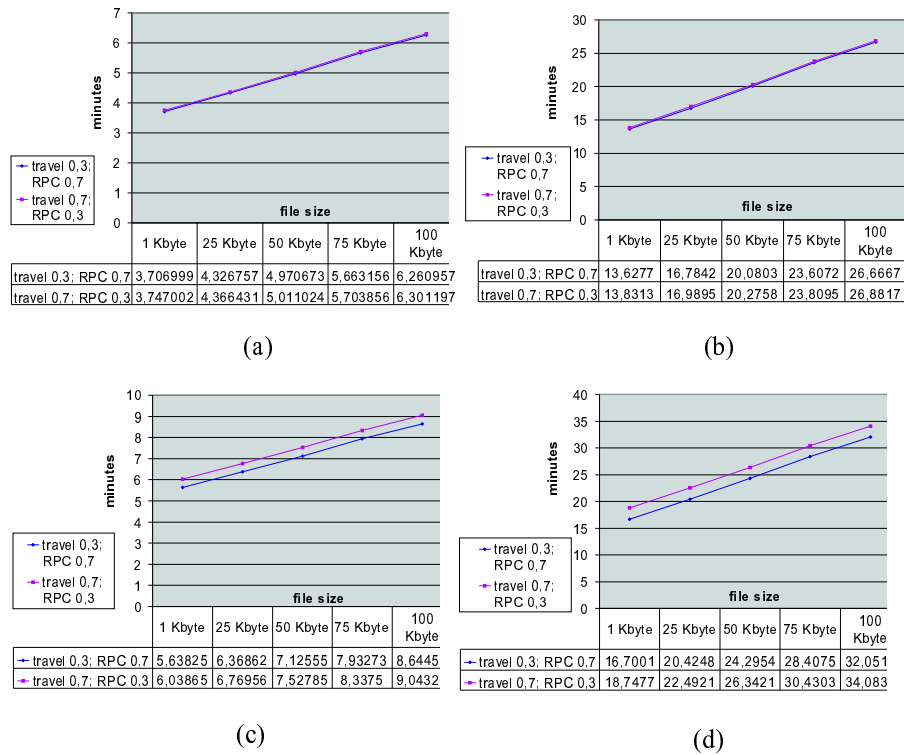 7
6
5
4
3
2
1
0
minutes
travel 0,3;
RPC 0,7
travel 0,7;
RPC 0,3
file size
1 Kbyte 25 Kbyte 50 Kbyte 75 Kbyte 100 Kbyte
travel 0,3; RPC 0,7 3,706999 4,326757 4,970673 5,663156 6,260957
travel 0,7; RPC 0,3 3,747002 4,366431 5,011024 5,703856 6,301197
(a)
30
25
20
15
10
5
0
minutes
travel 0,3;
RPC 0,7
travel 0,7;
RPC 0,3
file size
1 Kbyte 25 Kbyte 50 Kbyte 75 Kbyte 100 Kbyte
travel 0,3; RPC 0,7 13,6277 16,7842 20,0803 23,6072 26,6667
travel 0,7; RPC 0,3 13,8313 16,9895 20,2758 23,8095 26,8817
(b)
10
9
8
7
6
5
4
3
2
1
0
minutes
travel 0,3;
RPC 0,7
travel 0,7;
RPC 0,3
file size
1 Kbyte 25 Kbyte 50 Kbyte 75 Kbyte 100 Kbyte
travel 0,3; RPC 0,7 5,63825 6,36862 7,12555 7,93273 8,6445
travel 0,7; RPC 0,3 6,03865 6,76956 7,52785 8,3375 9,0432
(c)
40
35
30
25
20
15
10
5
0
minutes
travel 0,3;
RPC 0,7
travel 0,7;
RPC 0,3
file size
1 Kbyte 25 Kbyte 50 Kbyte 75 Kbyte 100 Kbyte
travel 0,3; RPC 0,7 16,7001 20,4248 24,2954 28,4075 32,051
travel 0,7; RPC 0,3 18,7477 22,4921 26,3421 30,4303 34,083
(d)